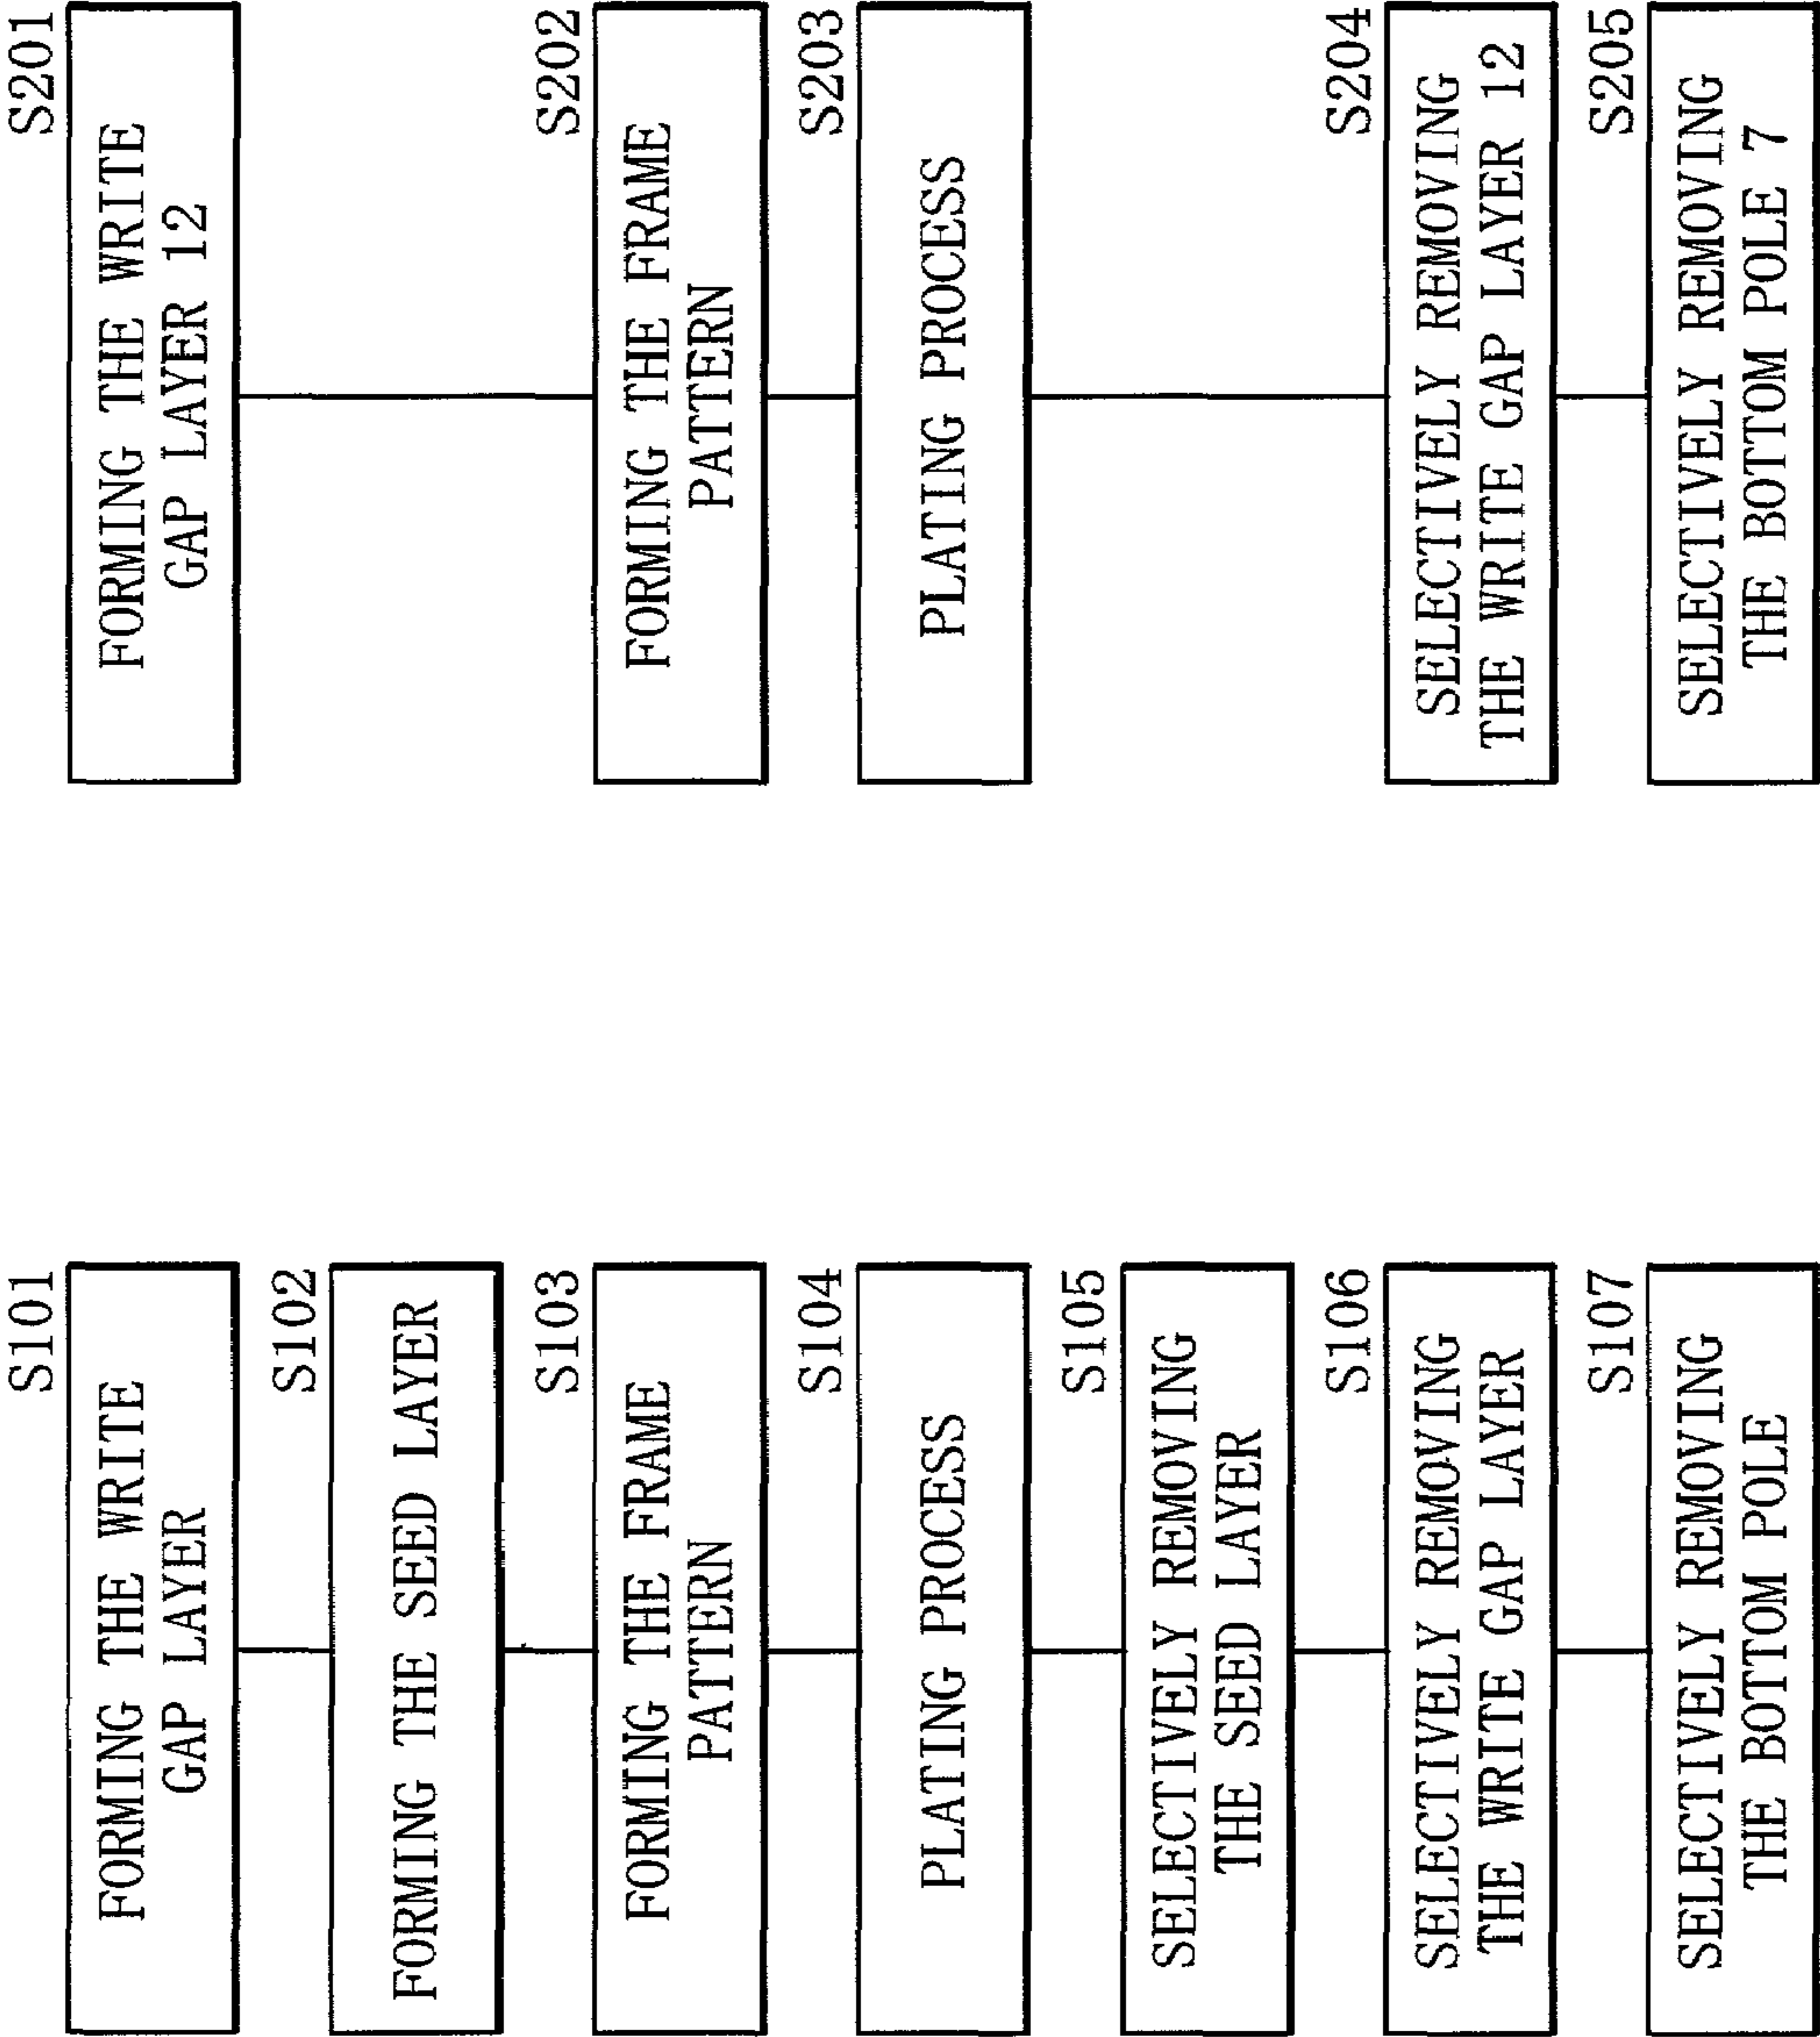 S101
FORMING THE WRITE
GAP LAYER
S102
FORMING THE SEED LAYER
S103
FORMING THE FRAME
PATTERN
S104
PLATING PROCESS
S105
SELECTIVELY REMOVING
THE SEED LAYER
S106
SELECTIVELY REMOVING
THE WRITE GAP LAYER
S107
SELECTIVELY REMOVING
THE BOTTOM POLE
S201
FORMING THE WRITE
GAP LAYER 12
S202
FORMING THE FRAME
PATTERN
S203
PLATING PROCESS
S204
SELECTIVELY REMOVING
THE WRITE GAP LAYER 12
S205
SELECTIVELY REMOVING
THE BOTTOM POLE 7